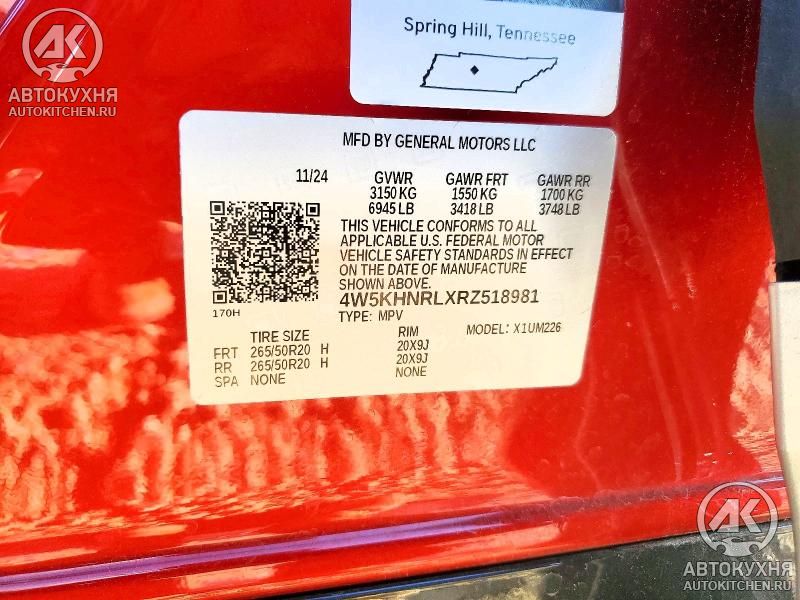 Spring Hill, Tennessee
АК
АВТОКУХНЯ
AUTOKITCHEN.RU
MFD BY GENERAL MOTORS LLC
11/24 GVWR GAWR FRT GAWR RR
3150 KG 1550 KG 1700 KG
6945 LB 3418 LB 3748 LB
THIS VEHICLE CONFORMS TO ALL
APPLICABLE U.S. FEDERAL MOTOR
VEHICLE SAFETY STANDARDS IN EFFECT
ON THE DATE OF MANUFACTURE
SHOWN ABOVE.
4W5KHNRLXRZ518981
170H
TYPE: MPV
MODEL: X1UM226
TIRE SIZE RIM
FRT 265/50R20 H 20X9J
RR 265/50R20 H 20X9J
SPA NONE NONE
АК
АВТОКУХНЯ
AUTOKITCHEN.RU